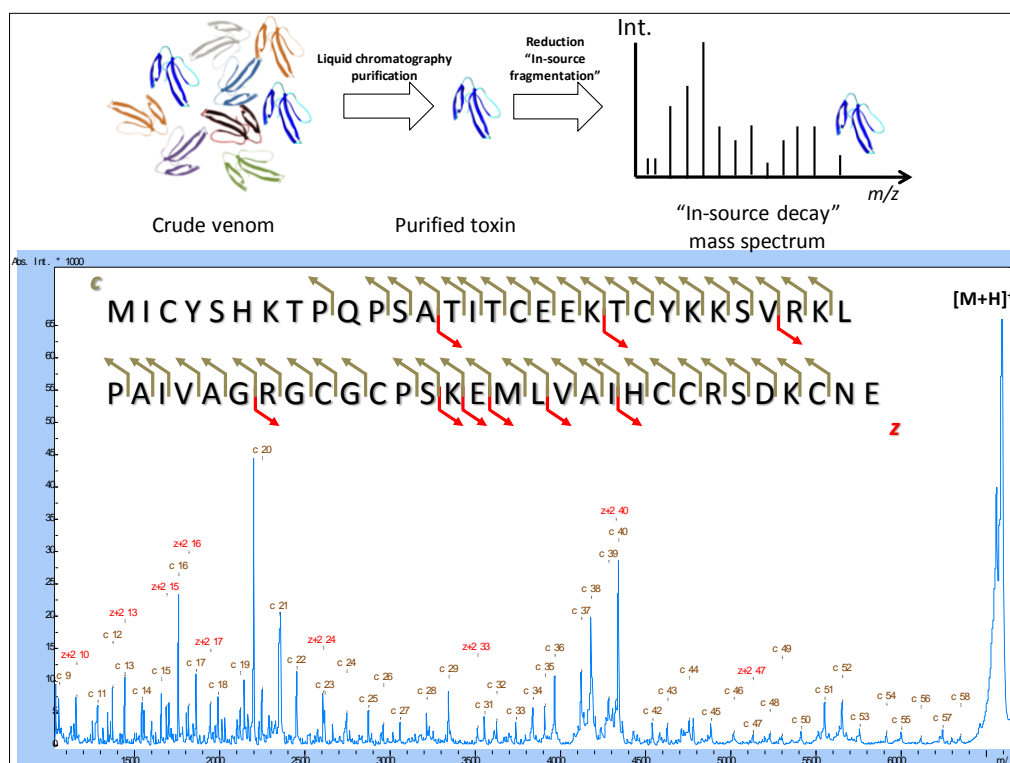 Liquid chromatography
purification
Reduction
“In-source
fragmentation”
Int.
m/z
Crude venom
Purified toxin
“In-source decay”
mass spectrum
Abs. Int. * 1000
c
MICYSHKTPQPSATITCEEKTCYKKSVRKL
[M+H]+
PAIVAGRGCGCPSKEMLVAIHCCRSDKCNE
z
65
60
55
50
45
40
35
30
25
20
15
10
5
0
c 9
z+2 10
c 11
c 12
z+2 13
c 13
c 14
c 15
z+2 15
c 16
z+2 16
c 17
z+2 17
c 18
c 19
c 20
c 21
c 22
c 23
z+2 24
c 24
c 25
c 26
c 27
c 28
c 29
z+2 33
c 31
c 32
c 33
c 34
c 35
c 36
c 37
c 38
c 39
z+2 40
c 40
c 42
c 43
c 44
c 45
c 46
z+2 47
c 47
c 48
c 49
c 50
c 51
c 52
c 53
c 54
c 55
c 56
c 57
c 58
1500
2000
2500
3000
3500
4000
4500
5000
5500
6000
m/